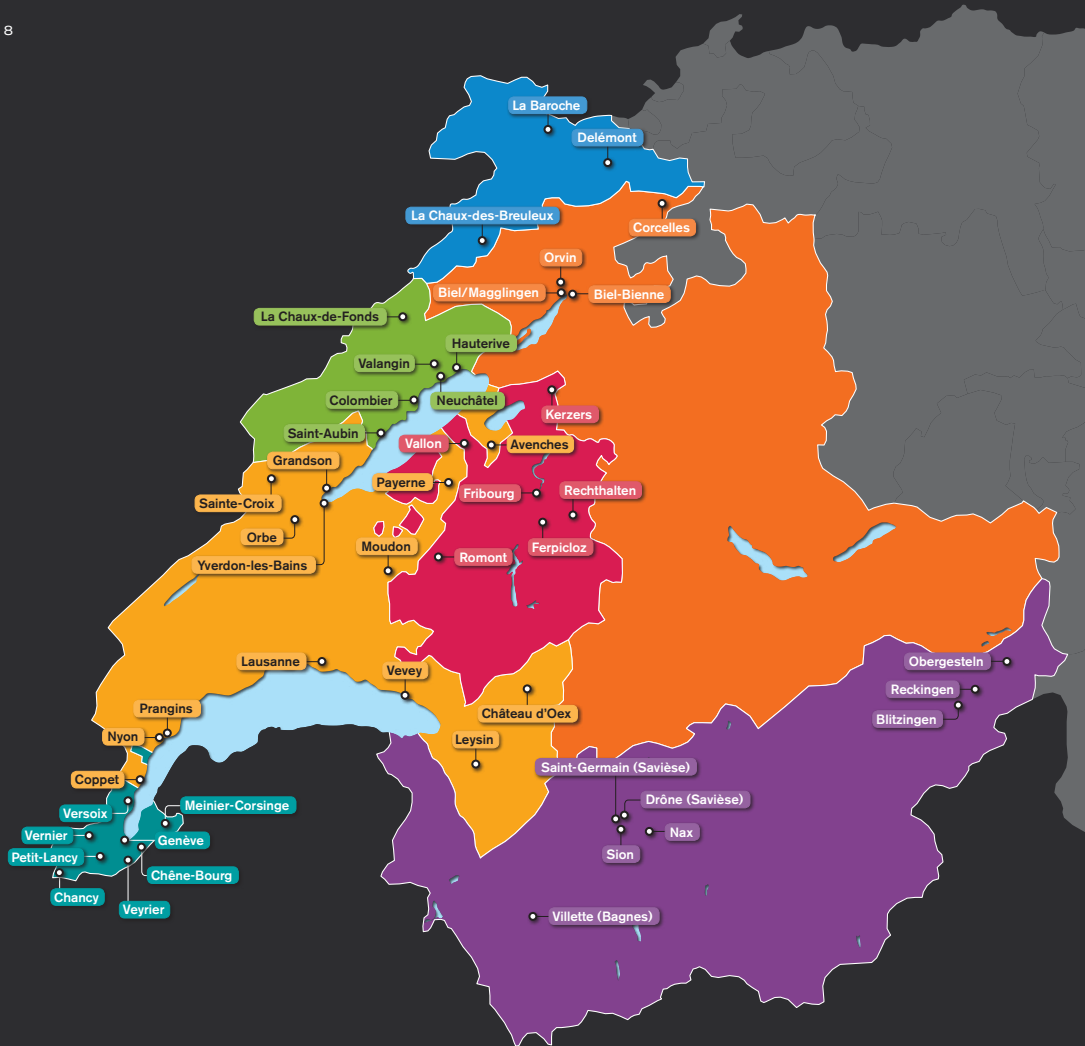 8
La Baroche
Delémont
La Chaux-des-Breuleux
Corcelles
Orvin
Biel/Magglingen
Biel-Bienne
La Chaux-de-Fonds
Hauterive
Valangin
Colombier
Neuchâtel
Kerzers
Saint-Aubin
Vallon
Avenches
Grandson
Payerne
Fribourg
Rechthalten
Sainte-Croix
Orbe
Moudon
Ferpicloz
Romont
Yverdon-les-Bains
Lausanne
Vevey
Obergesteln
Reckingen
Prangins
Château d'Oex
Blitzingen
Nyon
Leysin
Saint-Germain (Savièse)
Coppet
Drône (Savièse)
Meinier-Corsinge
Versoix
Vernier
Genève
Nax
Petit-Lancy
Sion
Chêne-Bourg
Chancy
Veyrier
Villette (Bagnes)